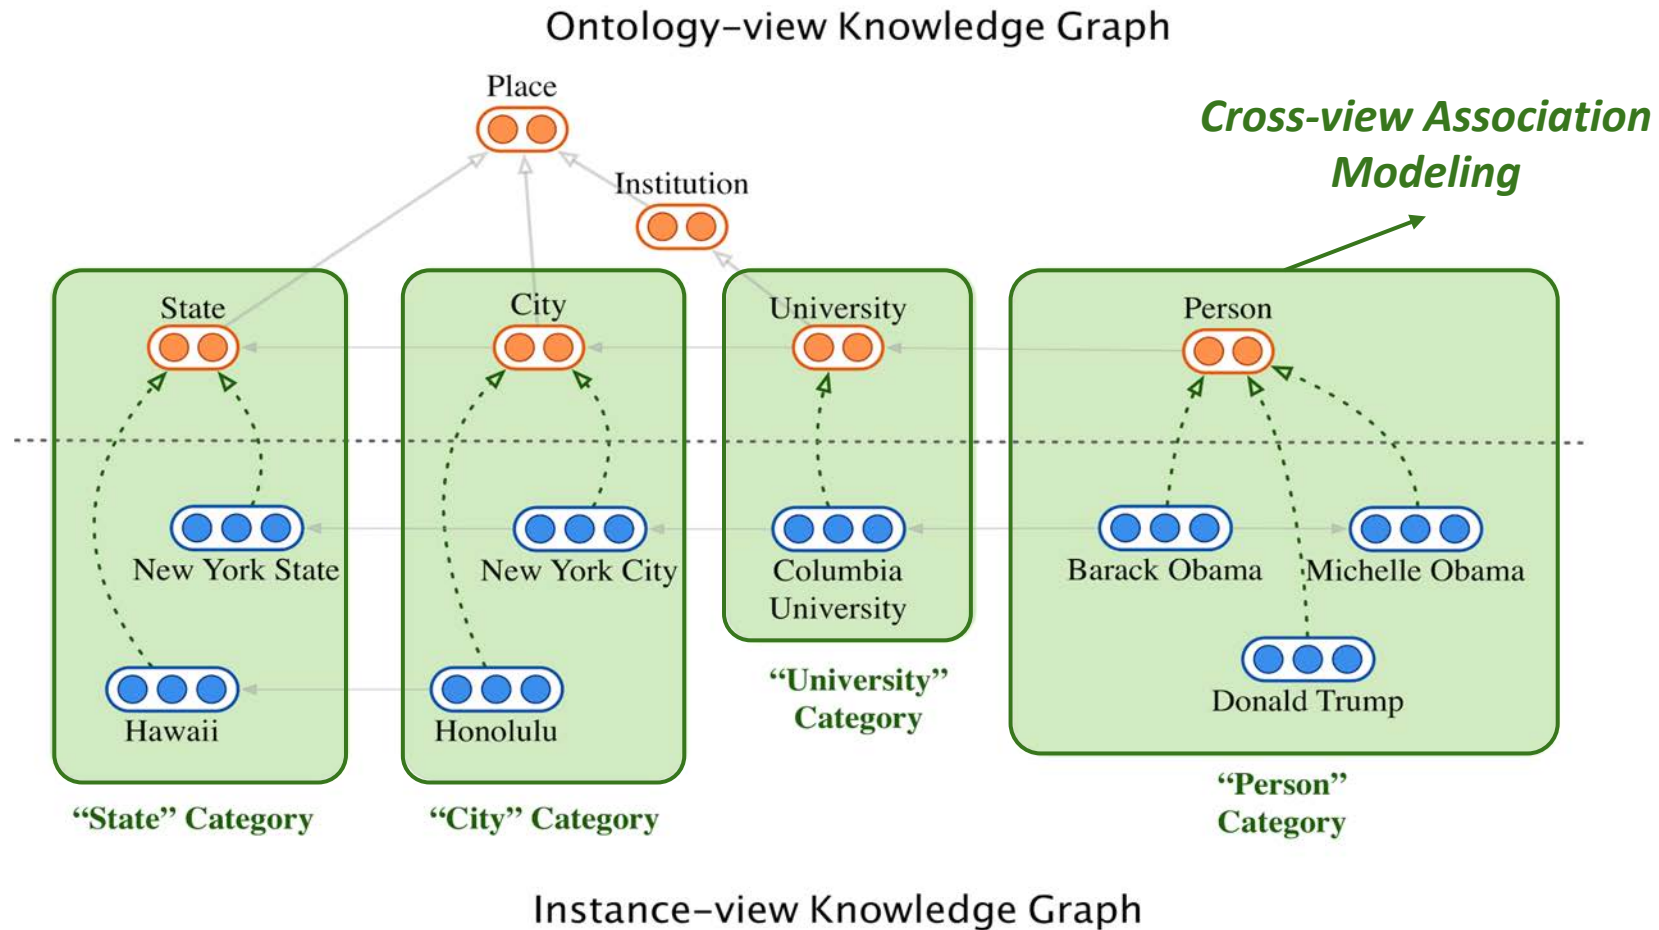 Ontology-view Knowledge Graph
Place
Cross-view Association
Modeling
Institution
State
City
University
Person
New York State
New York City
Columbia
University
Barack Obama
Michelle Obama
Hawaii
Honolulu
“University”
Category
Donald Trump
“State” Category
“City” Category
“Person”
Category
Instance-view Knowledge Graph